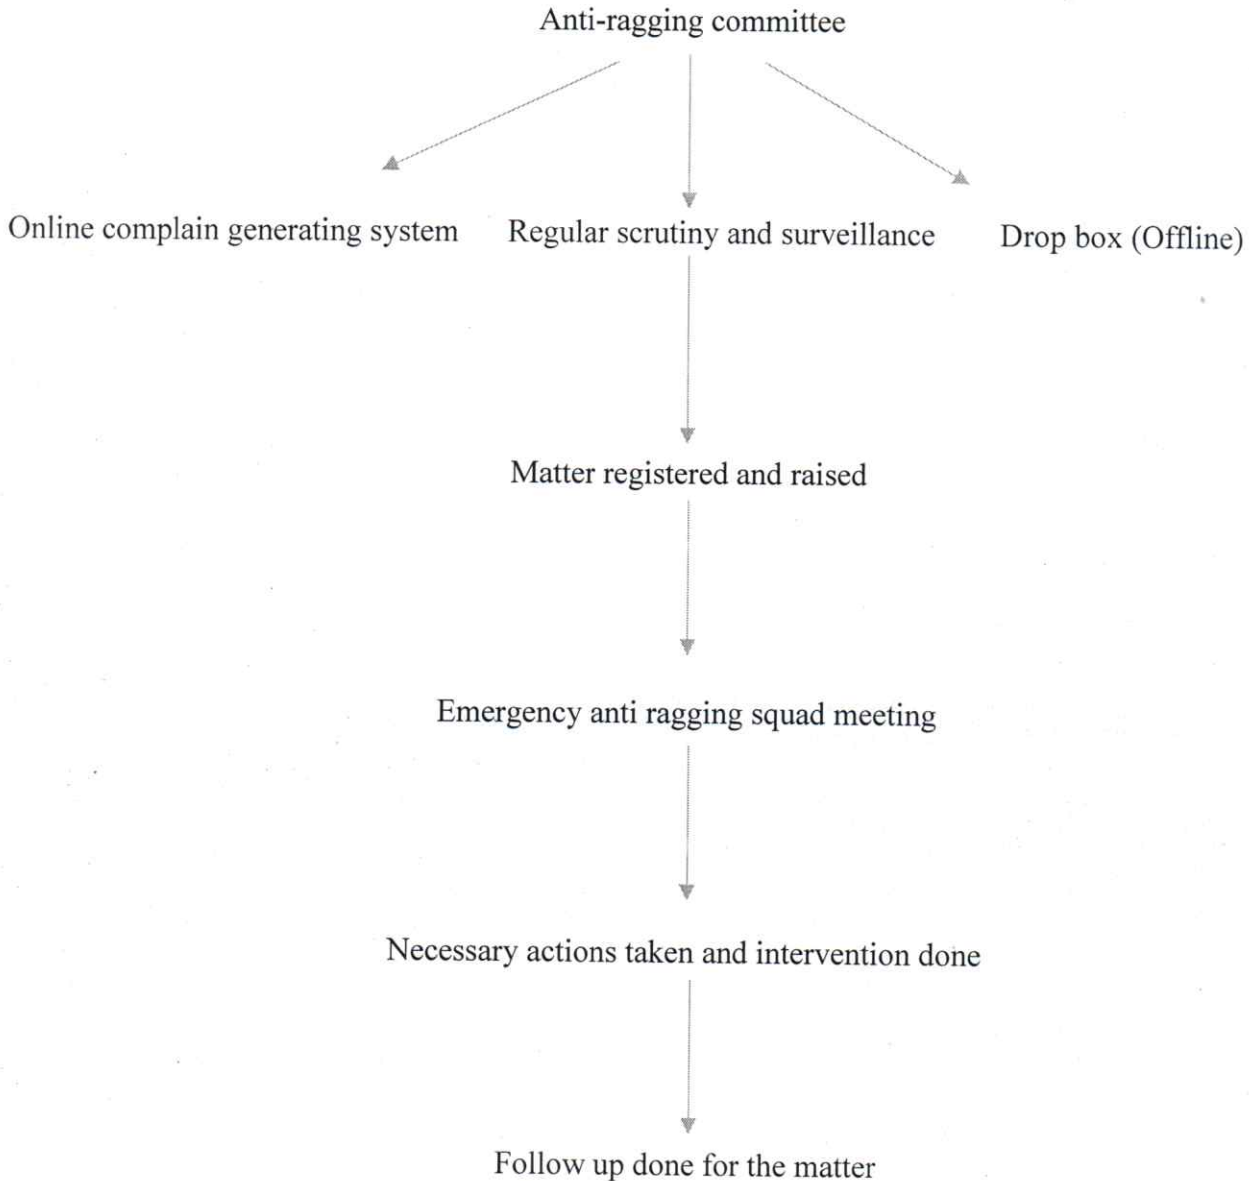 Anti-ragging committee
Online complain generating system
Regular scrutiny and surveillance
Drop box (Offline)
Matter registered and raised
Emergency anti ragging squad meeting
Necessary actions taken and intervention done
Follow up done for the matter